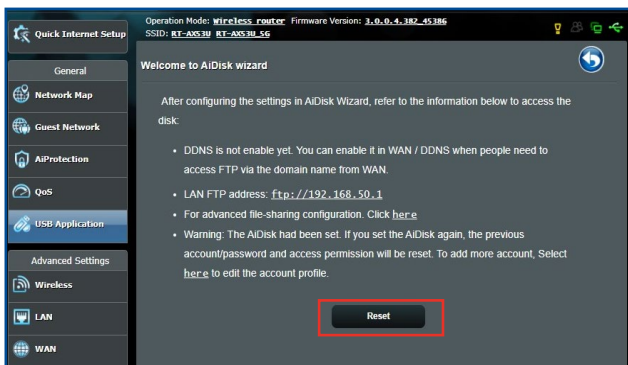 Quick Internet Setup
General
Network Map
Guest Network
AiProtection
QoS
USB Application
Advanced Settings
Wireless
LAN
WAN
Operation Mode: Wireless router Firmware Version: 3.0.0.4.382_45386
SSID: RT-AX53U RT-AX53U_5G
Welcome to AiDisk wizard
After configuring the settings in AiDisk Wizard, refer to the information below to access the
disk:
• DDNS is not enable yet. You can enable it in WAN / DDNS when people need to
access FTP via the domain name from WAN.
• LAN FTP address: ftp://192.168.50.1
• For advanced file-sharing configuration. Click here
• Warning: The AiDisk had been set. If you set the AiDisk again, the previous
account/password and access permission will be reset. To add more account, Select
here to edit the account profile.
Reset